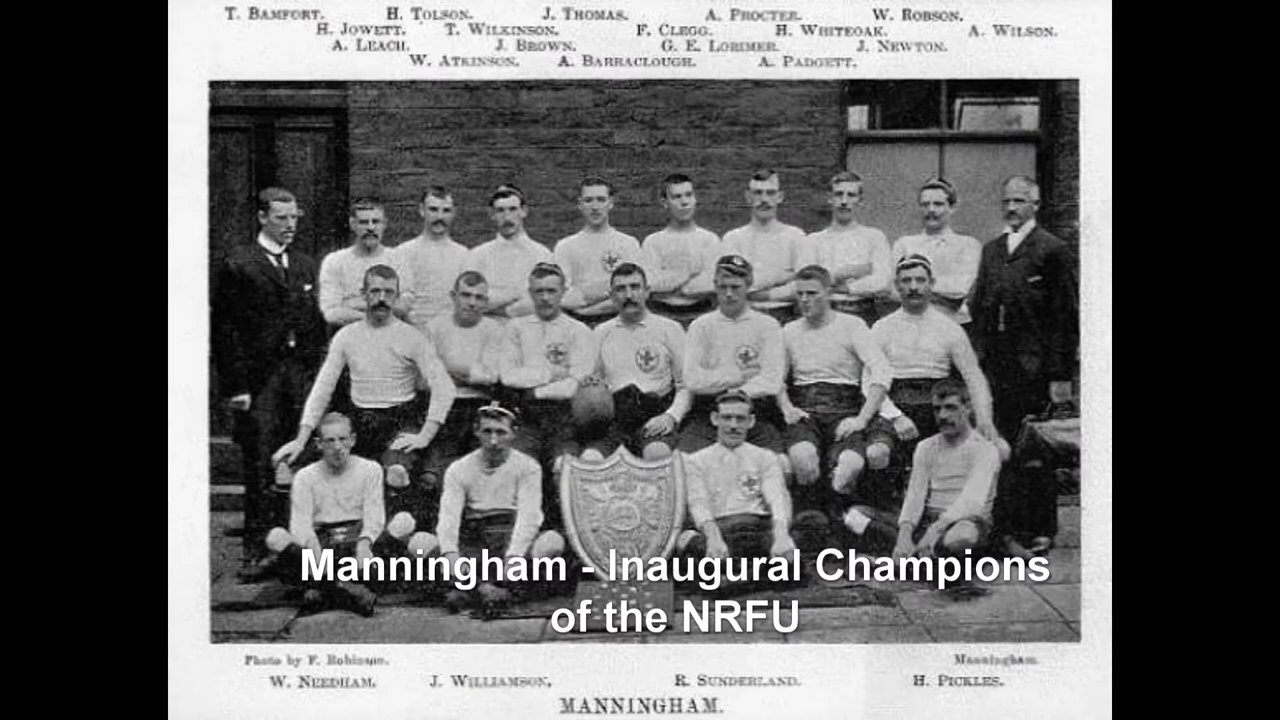 T. BAMFORT. H. TOLSON. J. THOMAS. A. PROCTER. W. ROBSON.
H. JOWETT. T. WILKINSON. F. CLEGG. H. WHITEOAK. A. WILSON.
A. LEACH. J. BROWN. G. E. LORIMER. J. NEWTON.
W. ATKINSON. A. BARRACLOUGH. A. PADGETT.
Manningham - Inaugural Champions
of the NRFU
Photo by F. Robinson. Manningham.
W. NEEDHAM. J. WILLIAMSON, R. SUNDERLAND. H. PICKLES.
MANNINGHAM.